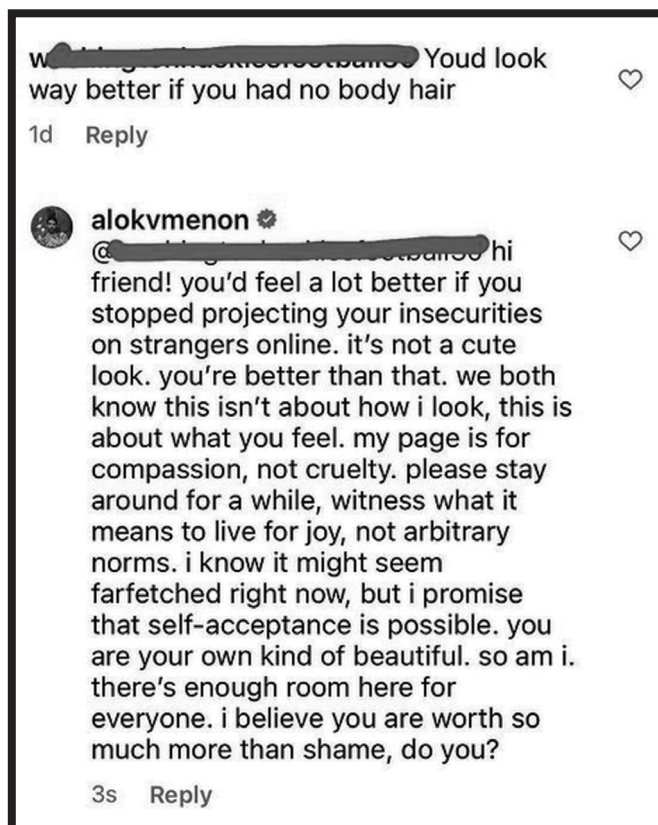 Youd look
way better if you had no body hair
1d Reply
alokvmenon
@ hi
friend! you'd feel a lot better if you
stopped projecting your insecurities
on strangers online. it's not a cute
look. you're better than that. we both
know this isn't about how i look, this is
about what you feel. my page is for
compassion, not cruelty. please stay
around for a while, witness what it
means to live for joy, not arbitrary
norms. i know it might seem
farfetched right now, but i promise
that self-acceptance is possible. you
are your own kind of beautiful. so am i.
there's enough room here for
everyone. i believe you are worth so
much more than shame, do you?
3s Reply